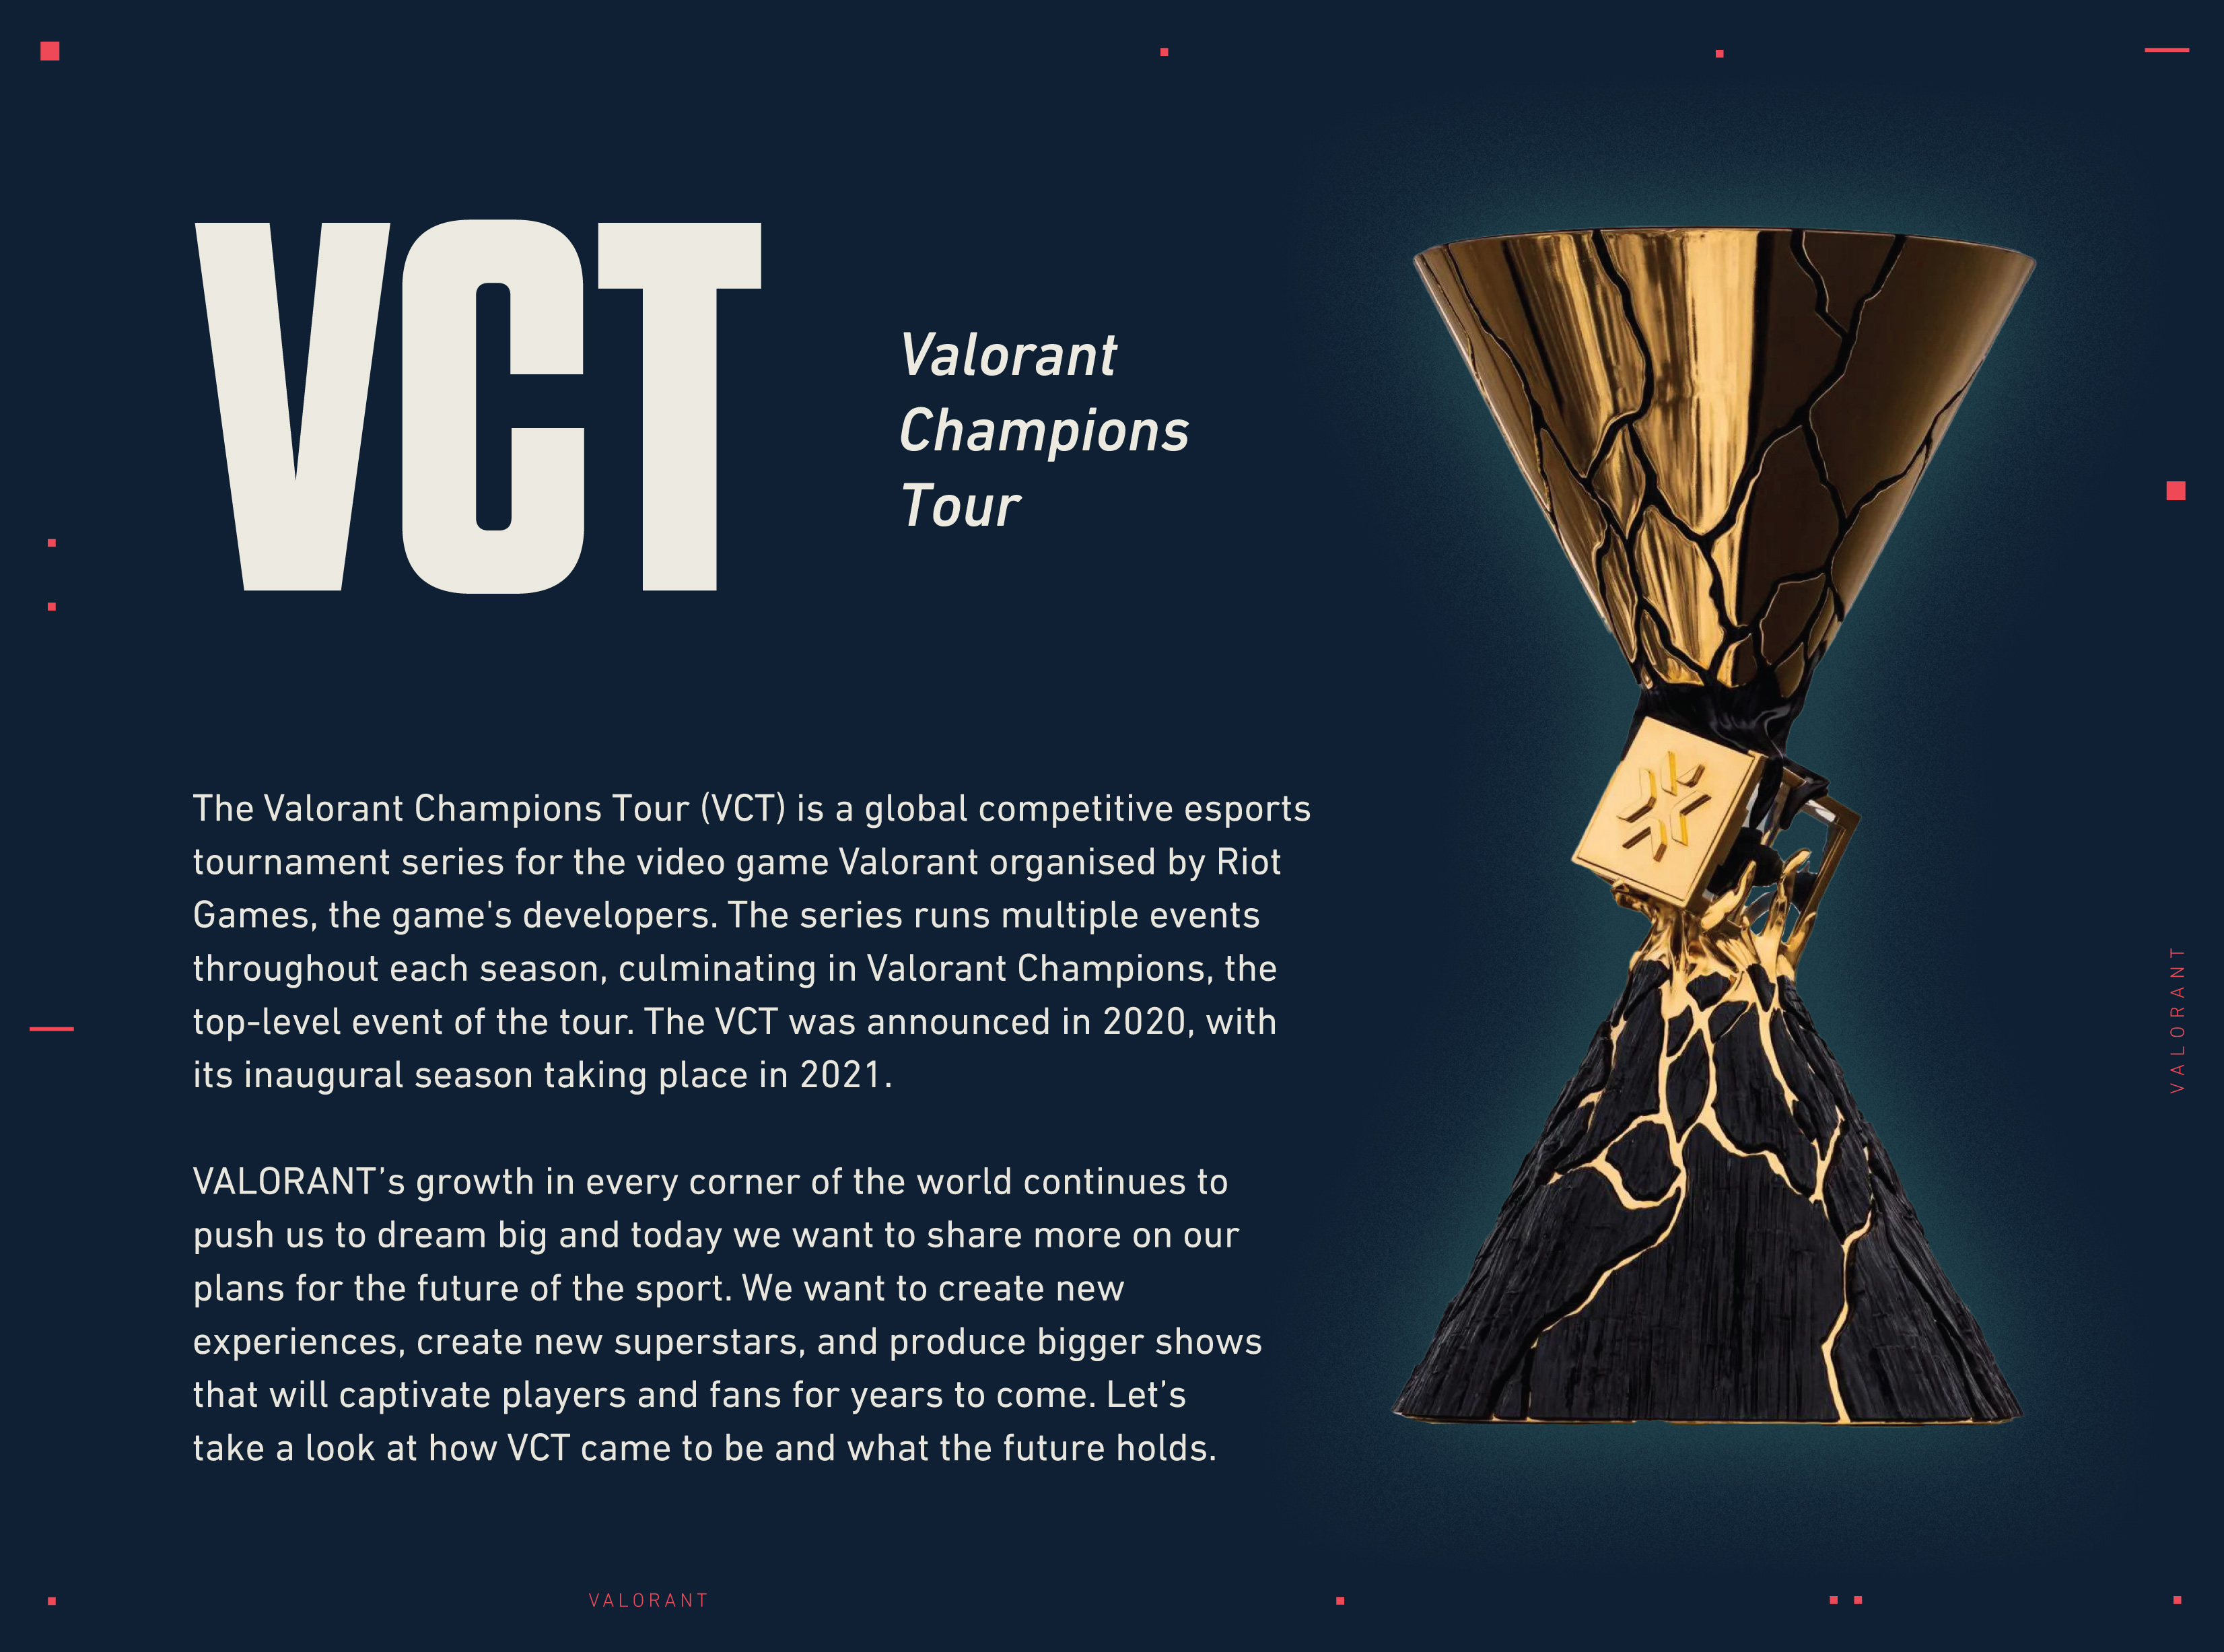 VCT
Valorant
Champions
Tour
The Valorant Champions Tour (VCT) is a global competitive esports
tournament series for the video game Valorant organised by Riot
Games, the game's developers. The series runs multiple events
throughout each season, culminating in Valorant Champions, the
top-level event of the tour. The VCT was announced in 2020, with
its inaugural season taking place in 2021.
VALORANT’s growth in every corner of the world continues to
push us to dream big and today we want to share more on our
plans for the future of the sport. We want to create new
experiences, create new superstars, and produce bigger shows
that will captivate players and fans for years to come. Let’s
take a look at how VCT came to be and what the future holds.
VALORANT
VALORANT